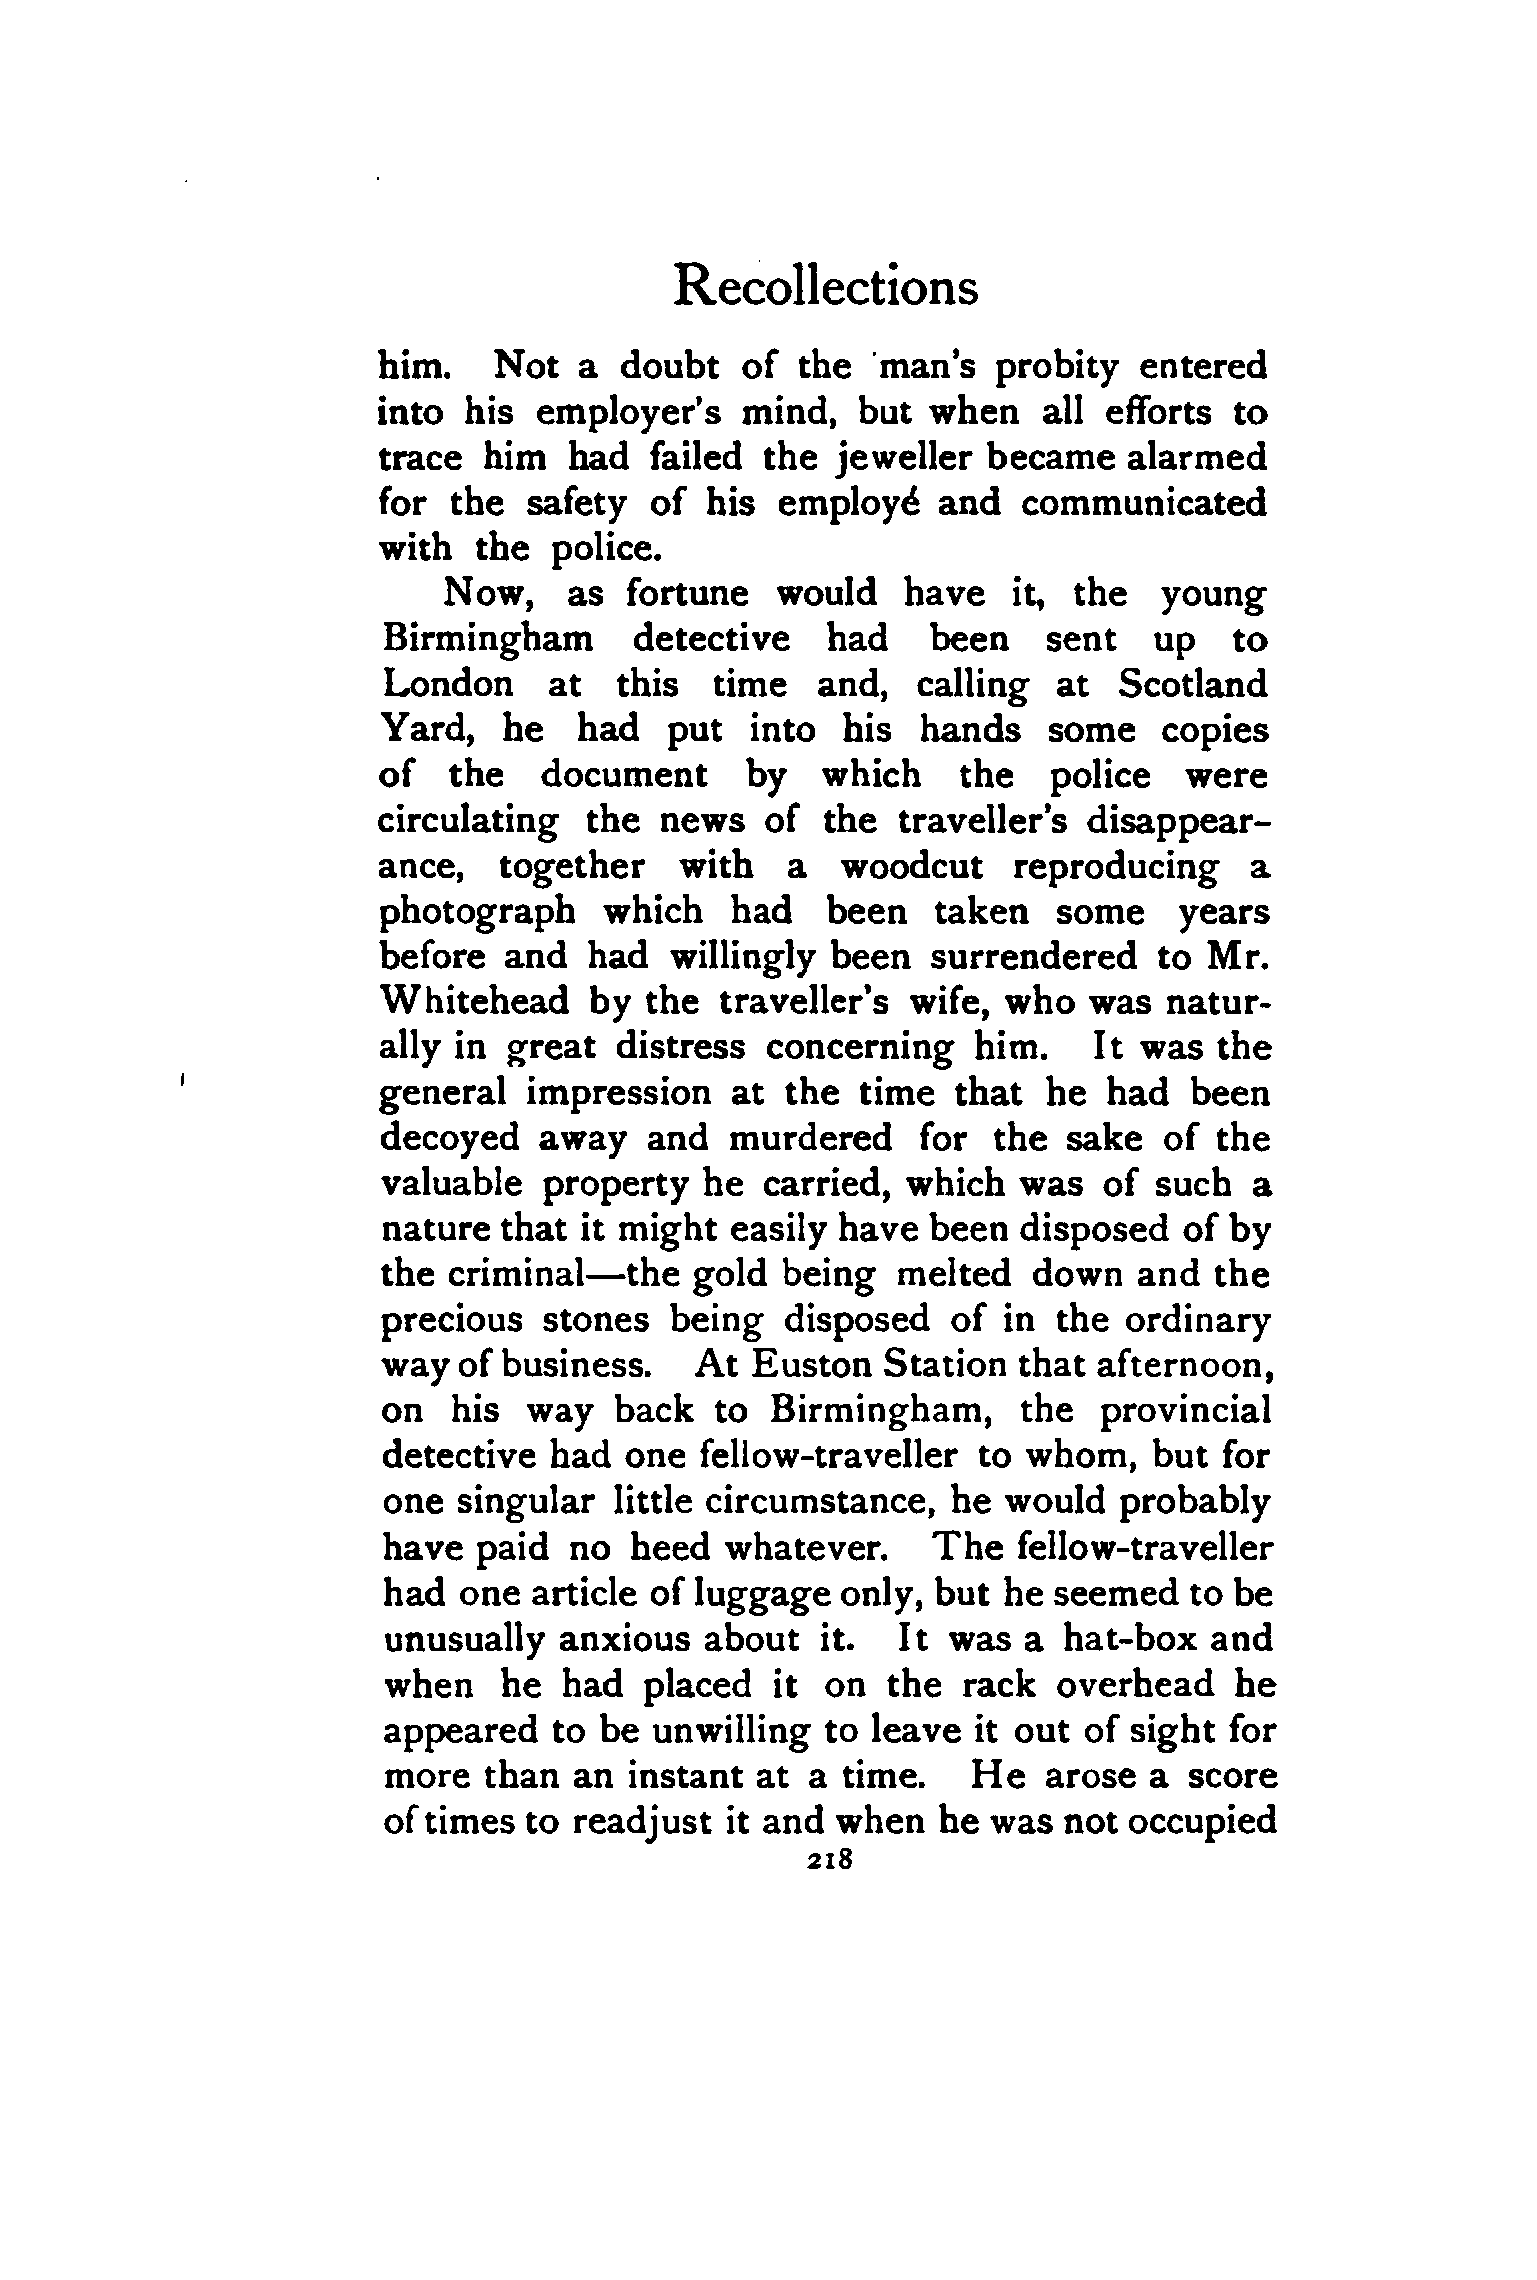 Recollections
him. Not a doubt of the man's probity entered
into his employer's mind, but when all efforts to
trace him had failed the jeweller became alarmed
for the safety of his employé and communicated
with the police.
Now, as fortune would have it, the young
Birmingham detective had been sent up to
London at this time and, calling at Scotland
Yard, he had put into his hands some copies
of the document by which the police were
circulating the news of the traveller's disappear-
ance, together with a woodcut reproducing a
photograph which had been taken some years
before and had willingly been surrendered to Mr.
Whitehead by the traveller's wife, who was natur-
ally in great distress concerning him. It was the
general impression at the time that he had been
decoyed away and murdered for the sake of the
valuable property he carried, which was of such a
nature that it might easily have been disposed of by
the criminal—the gold being melted down and the
precious stones being disposed of in the ordinary
way of business. At Euston Station that afternoon,
on his way back to Birmingham, the provincial
detective had one fellow-traveller to whom, but for
one singular little circumstance, he would probably
have paid no heed whatever. The fellow-traveller
had one article of luggage only, but he seemed to be
unusually anxious about it. It was a hat-box and
when he had placed it on the rack overhead he
appeared to be unwilling to leave it out of sight for
more than an instant at a time. He arose a score
of times to readjust it and when he was not occupied
218